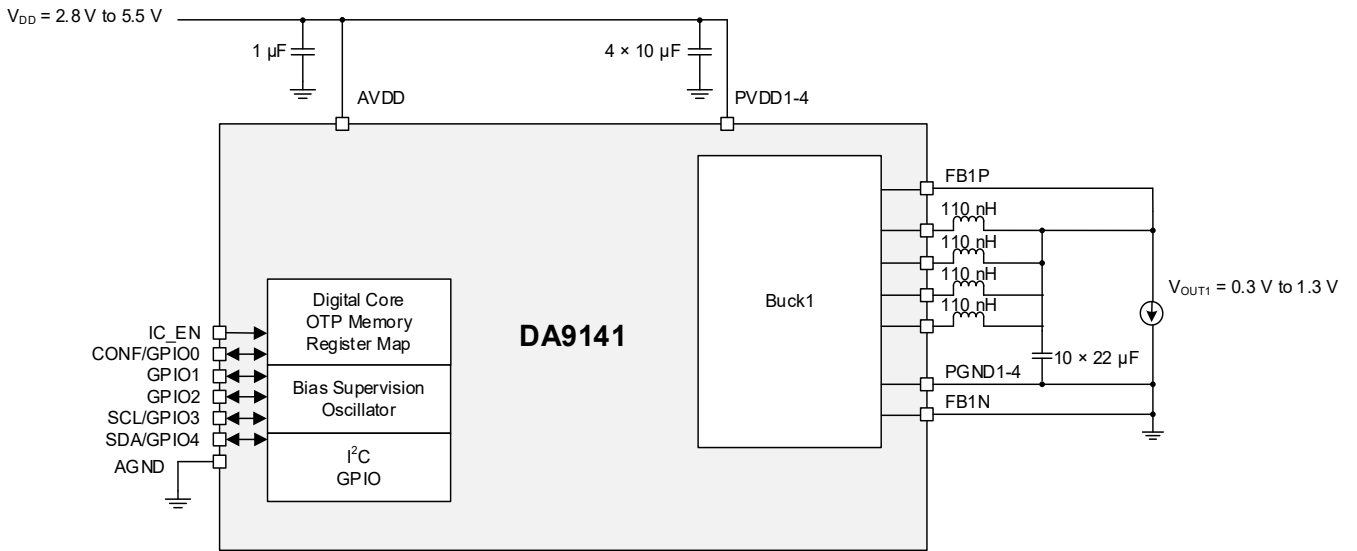 V_DD = 2.8 V to 5.5 V
1 µF
4 × 10 µF
AVDD
PVDD1-4
FB1P
110 nH
110 nH
110 nH
110 nH
Buck1
V_OUT1 = 0.3 V to 1.3 V
10 × 22 µF
PGND1-4
FB1N
DA9141
Digital Core
OTP Memory
Register Map
Bias Supervision
Oscillator
I²C
GPIO
IC_EN
CONF/GPIO0
GPIO1
GPIO2
SCL/GPIO3
SDA/GPIO4
AGND